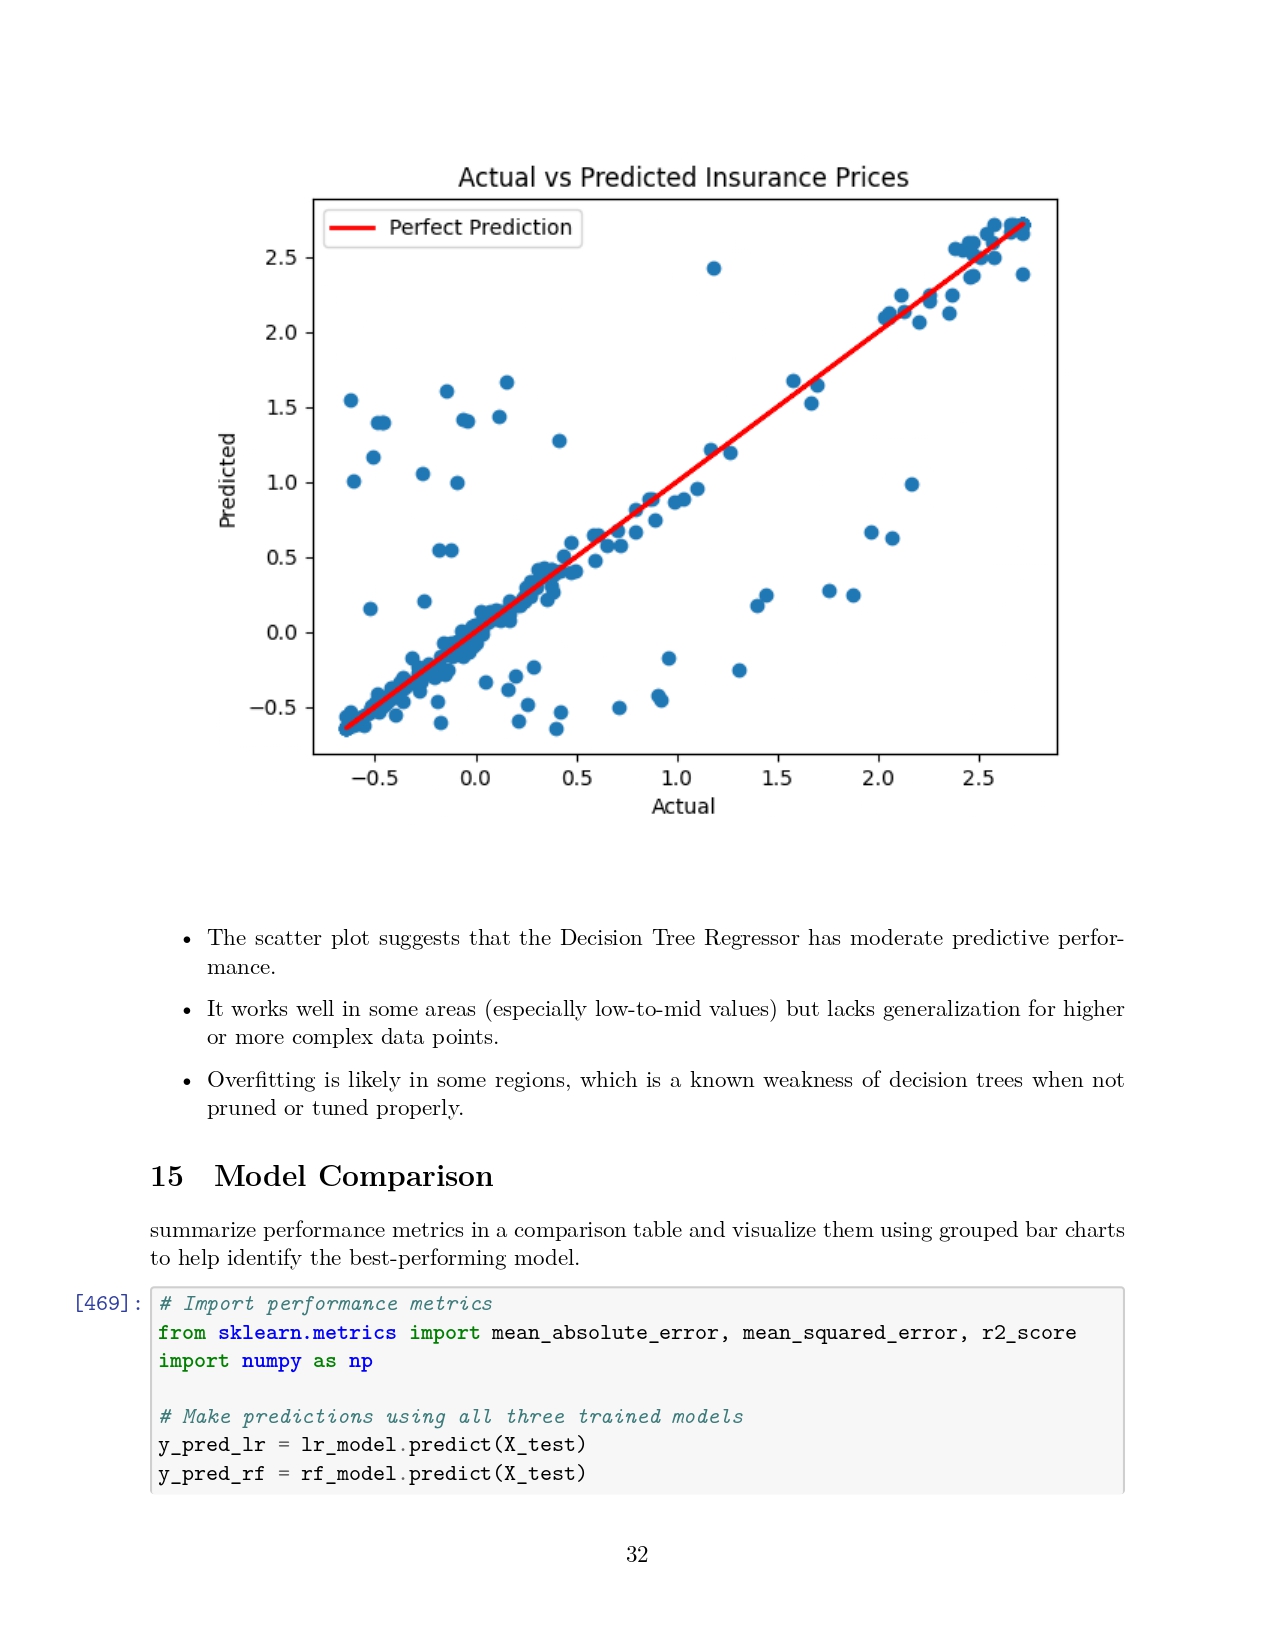 Actual vs Predicted Insurance Prices
Perfect Prediction
2.5
2.0
1.5
1.0
0.5
0.0
−0.5
Predicted
−0.5 0.0 0.5 1.0 1.5 2.0 2.5
Actual
• The scatter plot suggests that the Decision Tree Regressor has moderate predictive perfor-
mance.
• It works well in some areas (especially low-to-mid values) but lacks generalization for higher
or more complex data points.
• Overfitting is likely in some regions, which is a known weakness of decision trees when not
pruned or tuned properly.
15 Model Comparison
summarize performance metrics in a comparison table and visualize them using grouped bar charts
to help identify the best-performing model.
[469]: # Import performance metrics
from sklearn.metrics import mean_absolute_error, mean_squared_error, r2_score
import numpy as np
# Make predictions using all three trained models
y_pred_lr = lr_model.predict(X_test)
y_pred_rf = rf_model.predict(X_test)
32